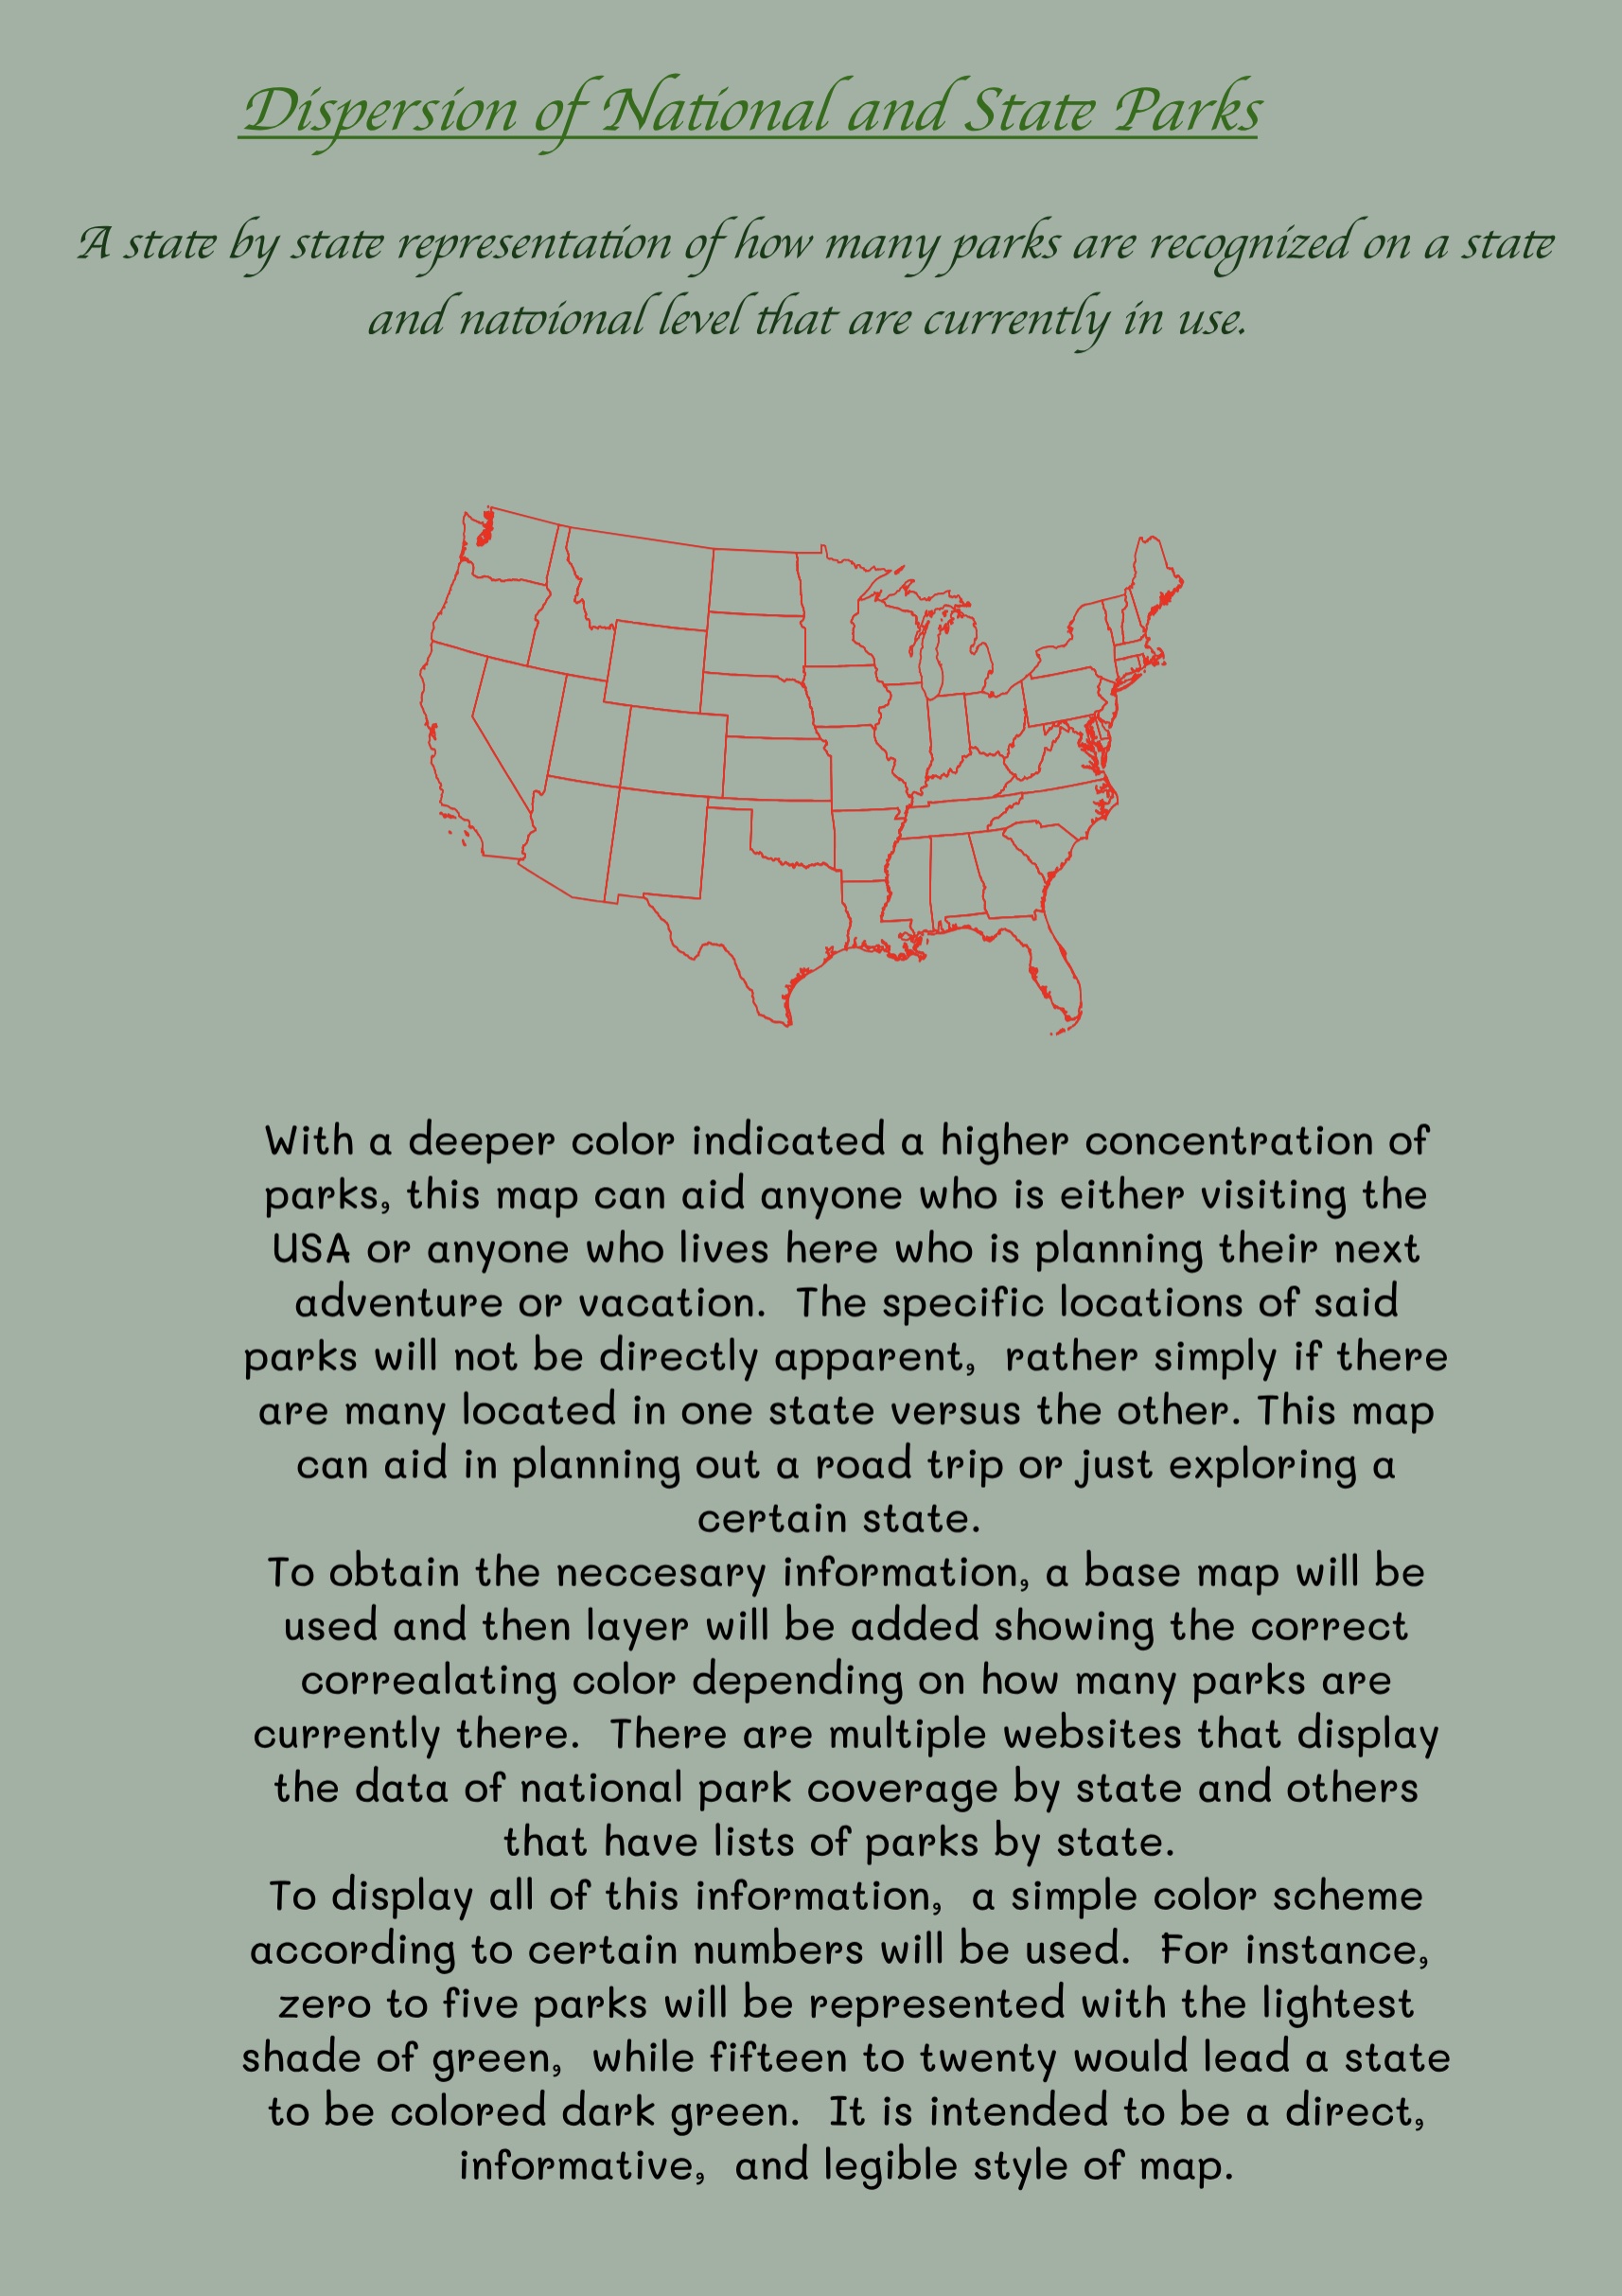 Dispersion of National and State Parks
A state by state representation of how many parks are recognized on a state
and natoional level that are currently in use.
With a deeper color indicated a higher concentration of
parks, this map can aid anyone who is either visiting the
USA or anyone who lives here who is planning their next
adventure or vacation.  The specific locations of said
parks will not be directly apparent,  rather simply if there
are many located in one state versus the other. This map
can aid in planning out a road trip or just exploring a
certain state.
To obtain the neccesary information, a base map will be
used and then layer will be added showing the correct
correalating color depending on how many parks are
currently there.  There are multiple websites that display
the data of national park coverage by state and others
that have lists of parks by state.
To display all of this information,  a simple color scheme
according to certain numbers will be used.  For instance,
zero to five parks will be represented with the lightest
shade of green,  while fifteen to twenty would lead a state
to be colored dark green.  It is intended to be a direct,
informative,  and legible style of map.